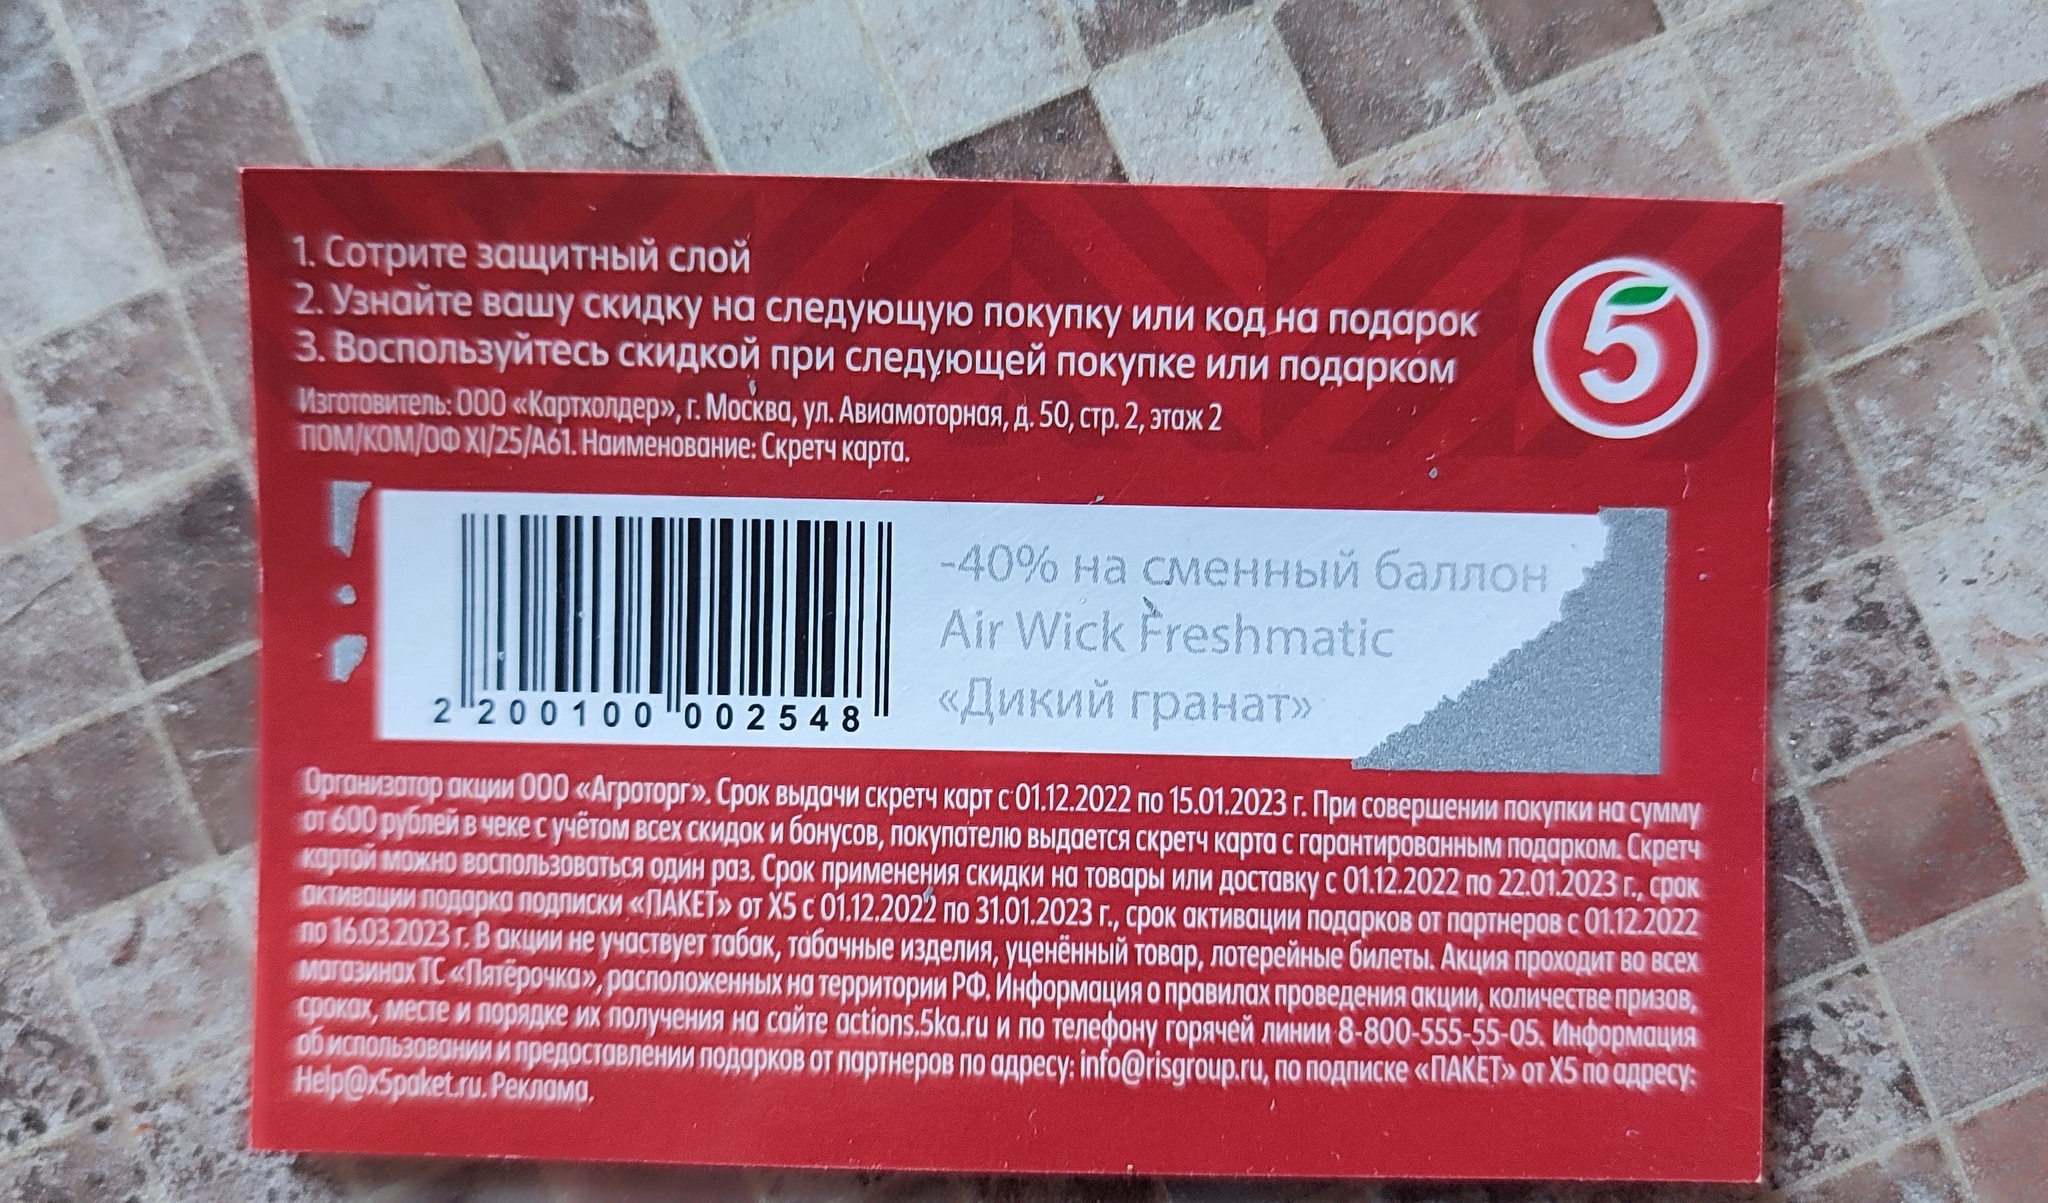 1. Сотрите защитный слой
2. Узнайте вашу скидку на следующую покупку или код на подарок
3. Воспользуйтесь скидкой при следующей покупке или подарком
Изготовитель: ООО «Картхолдер», г. Москва, ул. Авиамоторная, д. 50, стр. 2, этаж 2
ПОМ/КОМ/ОФ XI/25/А61. Наименование: Скретч карта.
5
-40% на сменный баллон
Air Wick Freshmatic
«Дикий гранат»
2 200100 002548
Организатор акции ООО «Агроторг». Срок выдачи скретч карт с 01.12.2022 по 15.01.2023 г. При совершении покупки на сумму
от 600 рублей в чеке с учётом всех скидок и бонусов, покупателю выдается скретч карта с гарантированным подарком. Скретч
картой можно воспользоваться один раз. Срок применения скидки на товары или доставку с 01.12.2022 по 22.01.2023 г., срок
активации подарка подписки «ПАКЕТ» от X5 с 01.12.2022 по 31.01.2023 г., срок активации подарков от партнеров с 01.12.2022
по 16.03.2023 г. В акции не участвует табак, табачные изделия, уценённый товар, лотерейные билеты. Акция проходит во всех
магазинах ТС «Пятёрочка», расположенных на территории РФ. Информация о правилах проведения акции, количестве призов,
сроках, месте и порядке их получения на сайте actions.5ka.ru и по телефону горячей линии 8-800-555-55-05. Информация
об использовании и предоставлении подарков от партнеров по адресу: info@risgroup.ru, по подписке «ПАКЕТ» от X5 по адресу:
Help@x5paket.ru. Реклама.